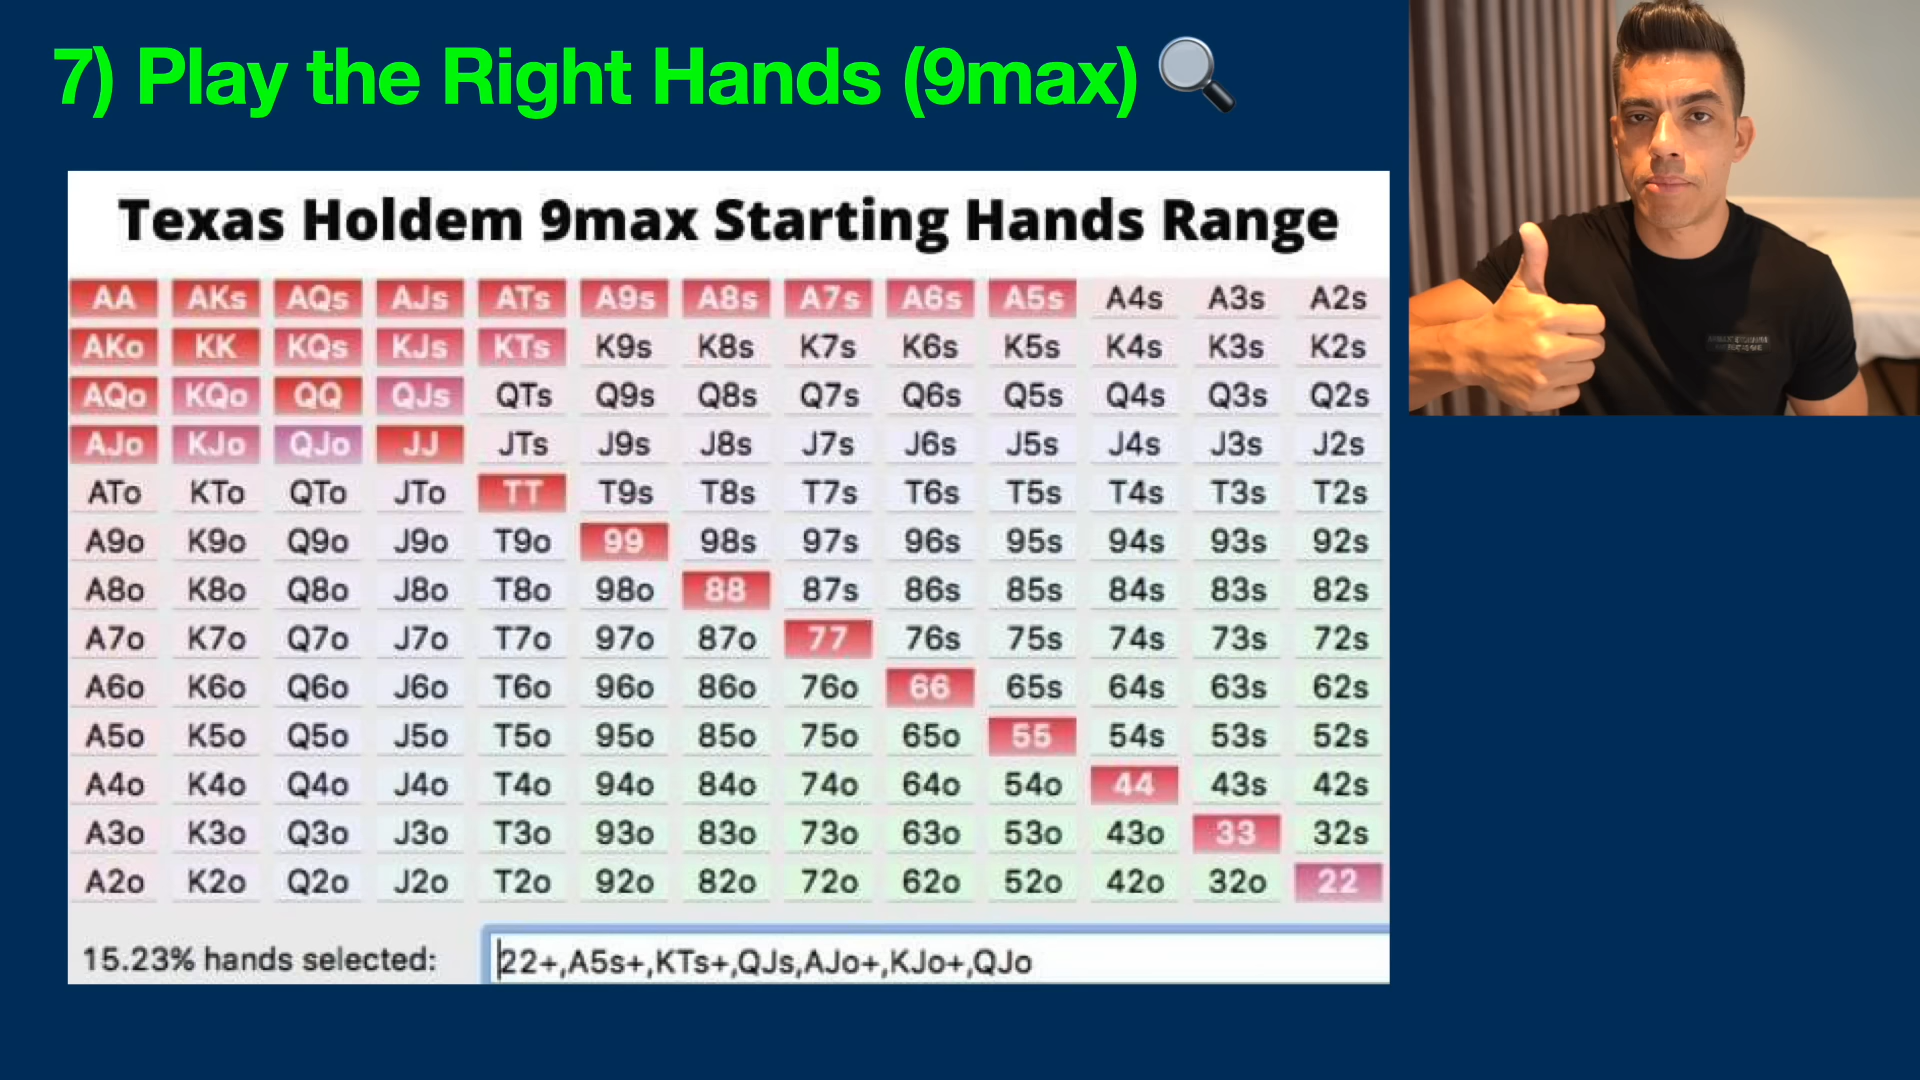 7) Play the Right Hands (9max)
Texas Holdem 9max Starting Hands Range
AA AKs AQs AJs ATs A9s A8s A7s A6s A5s A4s A3s A2s
AKo KK KQs KJs KTs K9s K8s K7s K6s K5s K4s K3s K2s
AQo KQo QQ QJs QTs Q9s Q8s Q7s Q6s Q5s Q4s Q3s Q2s
AJo KJo QJo JJ JTs J9s J8s J7s J6s J5s J4s J3s J2s
ATo KTo QTo JTo TT T9s T8s T7s T6s T5s T4s T3s T2s
A9o K9o Q9o J9o T9o 99 98s 97s 96s 95s 94s 93s 92s
A8o K8o Q8o J8o T8o 98o 88 87s 86s 85s 84s 83s 82s
A7o K7o Q7o J7o T7o 97o 87o 77 76s 75s 74s 73s 72s
A6o K6o Q6o J6o T6o 96o 86o 76o 66 65s 64s 63s 62s
A5o K5o Q5o J5o T5o 95o 85o 75o 65o 55 54s 53s 52s
A4o K4o Q4o J4o T4o 94o 84o 74o 64o 54o 44 43s 42s
A3o K3o Q3o J3o T3o 93o 83o 73o 63o 53o 43o 33 32s
A2o K2o Q2o J2o T2o 92o 82o 72o 62o 52o 42o 32o 22
15.23% hands selected: 22+,A5s+,KTs+,QJs,AJo+,KJo+,QJo